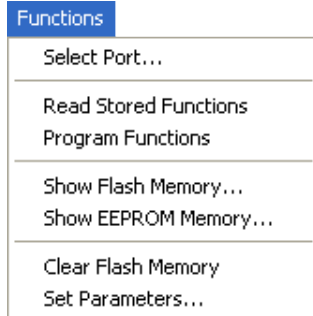 Functions
Select Port...
Read Stored Functions
Program Functions
Show Flash Memory...
Show EEPROM Memory...
Clear Flash Memory
Set Parameters...